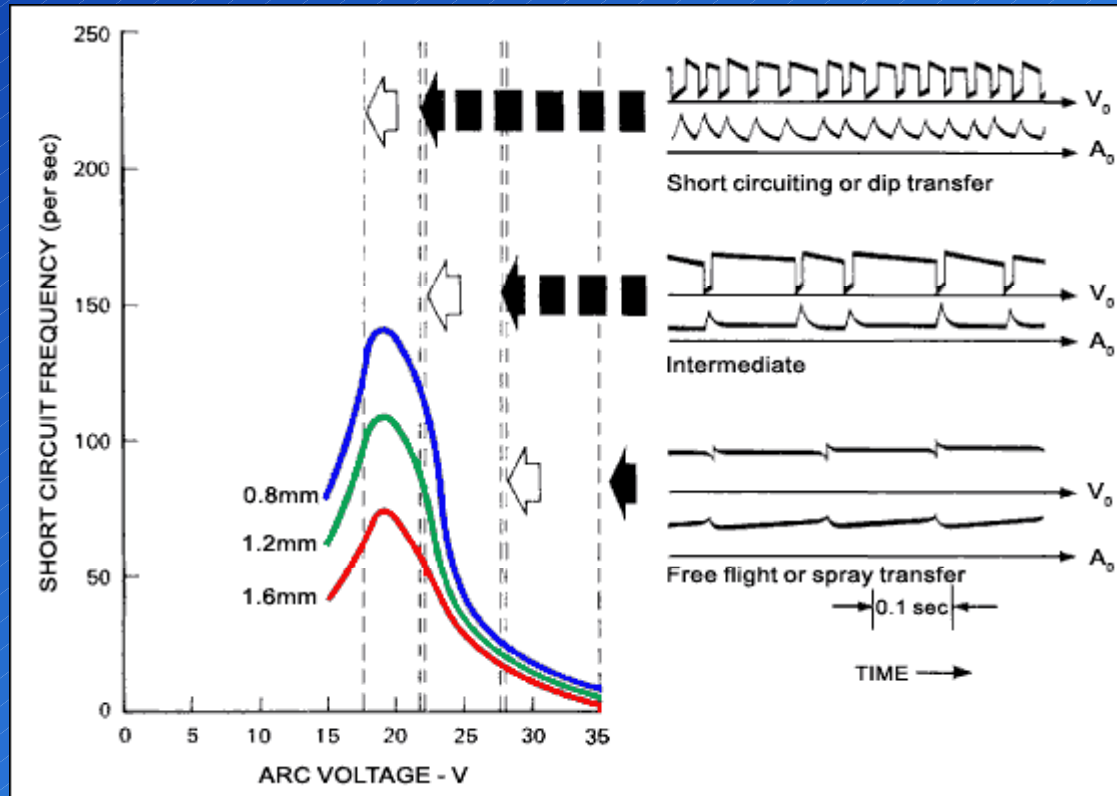 250
200
150
100
50
0
SHORT CIRCUIT FREQUENCY (per sec)
0.8mm
1.2mm
1.6mm
0 5 10 15 20 25 30 35
ARC VOLTAGE - V
V₀
A₀
Short circuiting or dip transfer
V₀
A₀
Intermediate
V₀
A₀
Free flight or spray transfer
0.1 sec
TIME